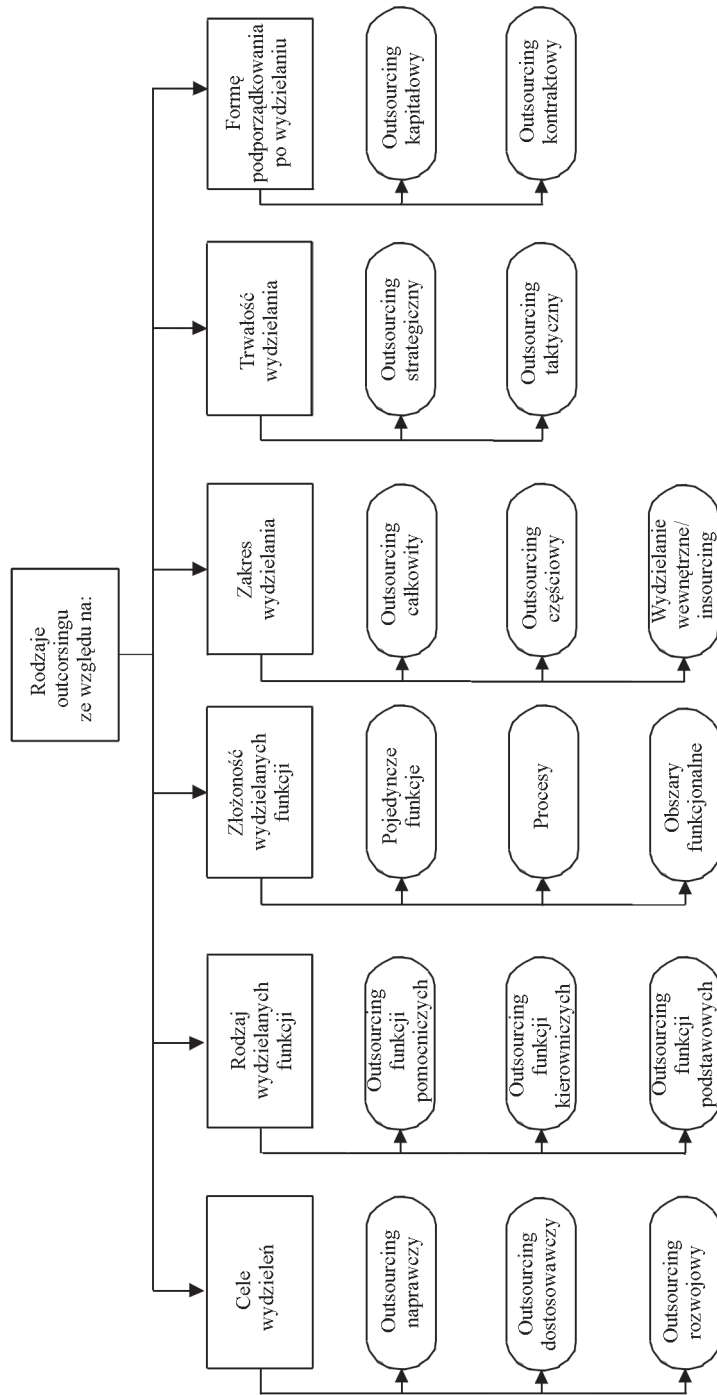 Rodzaje
outcorsingu
ze względu na:
Cele
wydzieleń
Outsourcing
naprawczy
Outsourcing
dostosowawczy
Outsourcing
rozwojowy
Rodzaj
wydzielanych
funkcji
Outsourcing
funkcji
pomocniczych
Outsourcing
funkcji
kierowniczych
Outsourcing
funkcji
podstawowych
Złożoność
wydzielanych
funkcji
Pojedyncze
funkcje
Procesy
Obszary
funkcjonalne
Zakres
wydzielania
Outsourcing
całkowity
Outsourcing
częściowy
Wydzielanie
wewnętrzne/
insourcing
Trwałość
wydzielania
Outsourcing
strategiczny
Outsourcing
taktyczny
Formę
podporządkowania
po wydzielaniu
Outsourcing
kapitałowy
Outsourcing
kontraktowy